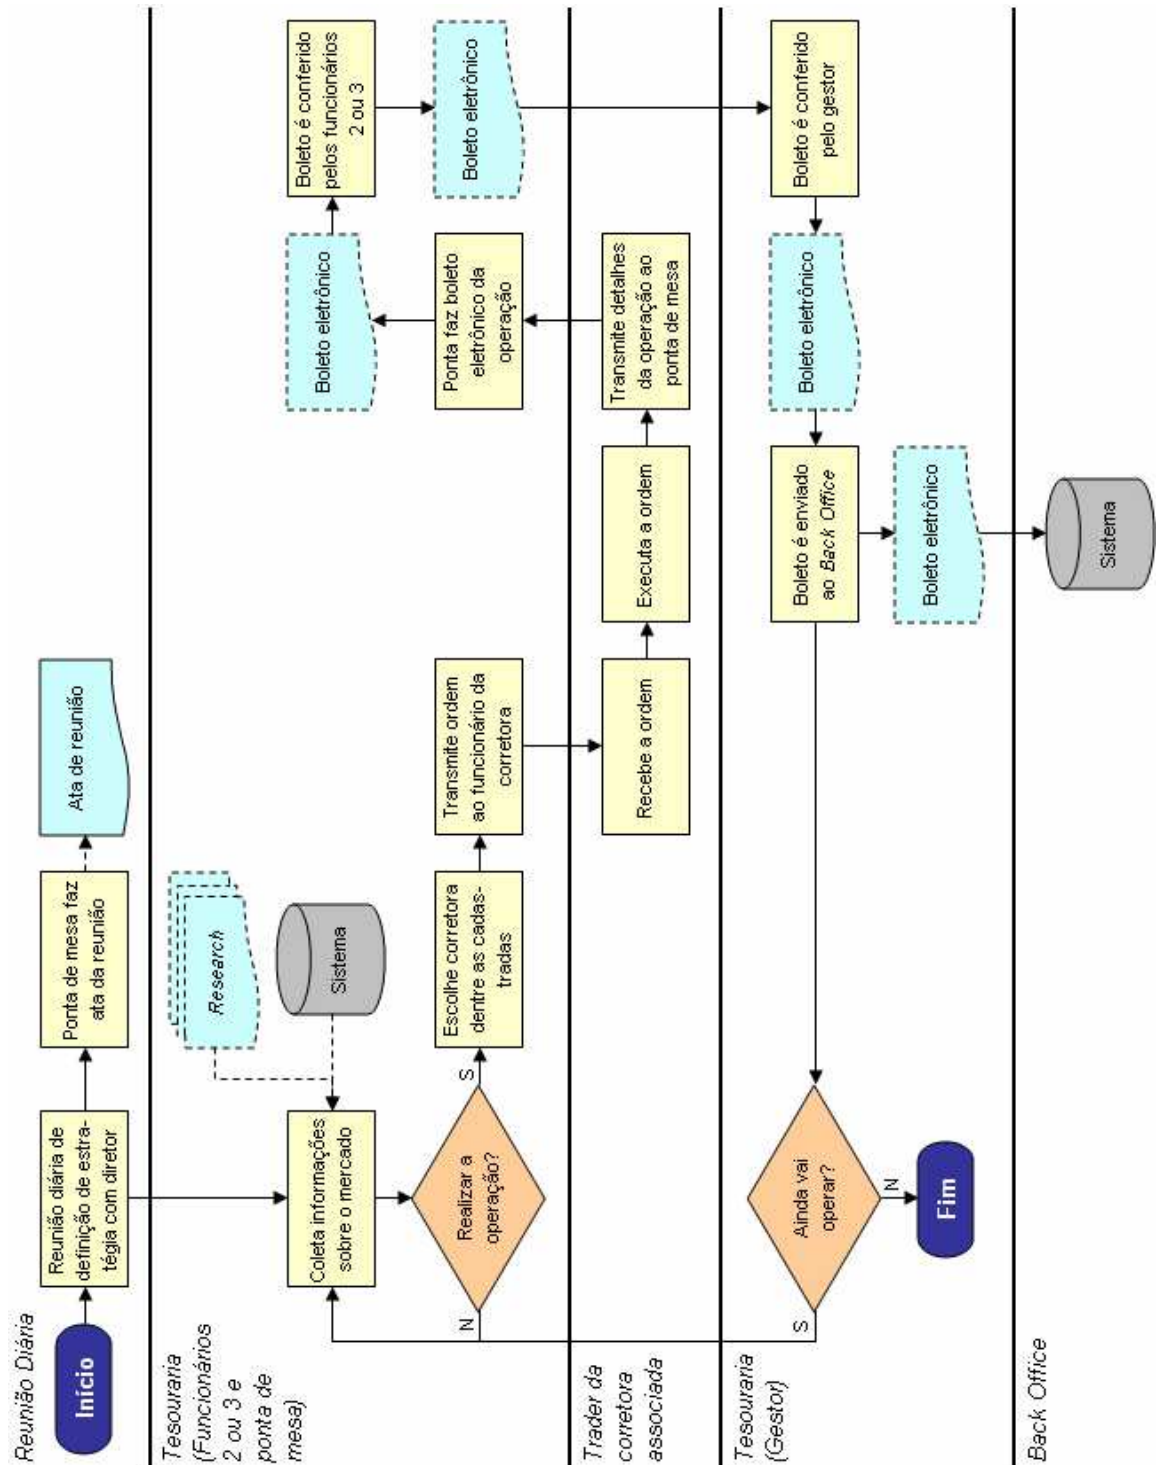 Reunião Diária
Início
Reunião diária de
definição de estra-
tégia com diretor
Ponta de mesa faz
ata da reunião
Ata de reunião
Tesouraria
(Funcionários
2 ou 3 e
ponta de
mesa)
Research
Sistema
Coleta informações
sobre o mercado
Realizar a
operação?
N
S
Escolhe corretora
dentre as cadas-
tradas
Transmite ordem
ao funcionário da
corretora
Ponta faz boleto
eletrônico da
operação
Boleto eletrônico
Boleto é conferido
pelos funcionários
2 ou 3
Boleto eletrônico
Trader da
corretora
associada
Recebe a ordem
Executa a ordem
Transmite detalhes
da operação ao
ponta de mesa
Tesouraria
(Gestor)
Boleto é conferido
pelo gestor
Boleto eletrônico
Boleto é enviado
ao Back Office
Boleto eletrônico
Ainda vai
operar?
S
N
Fim
Back Office
Sistema